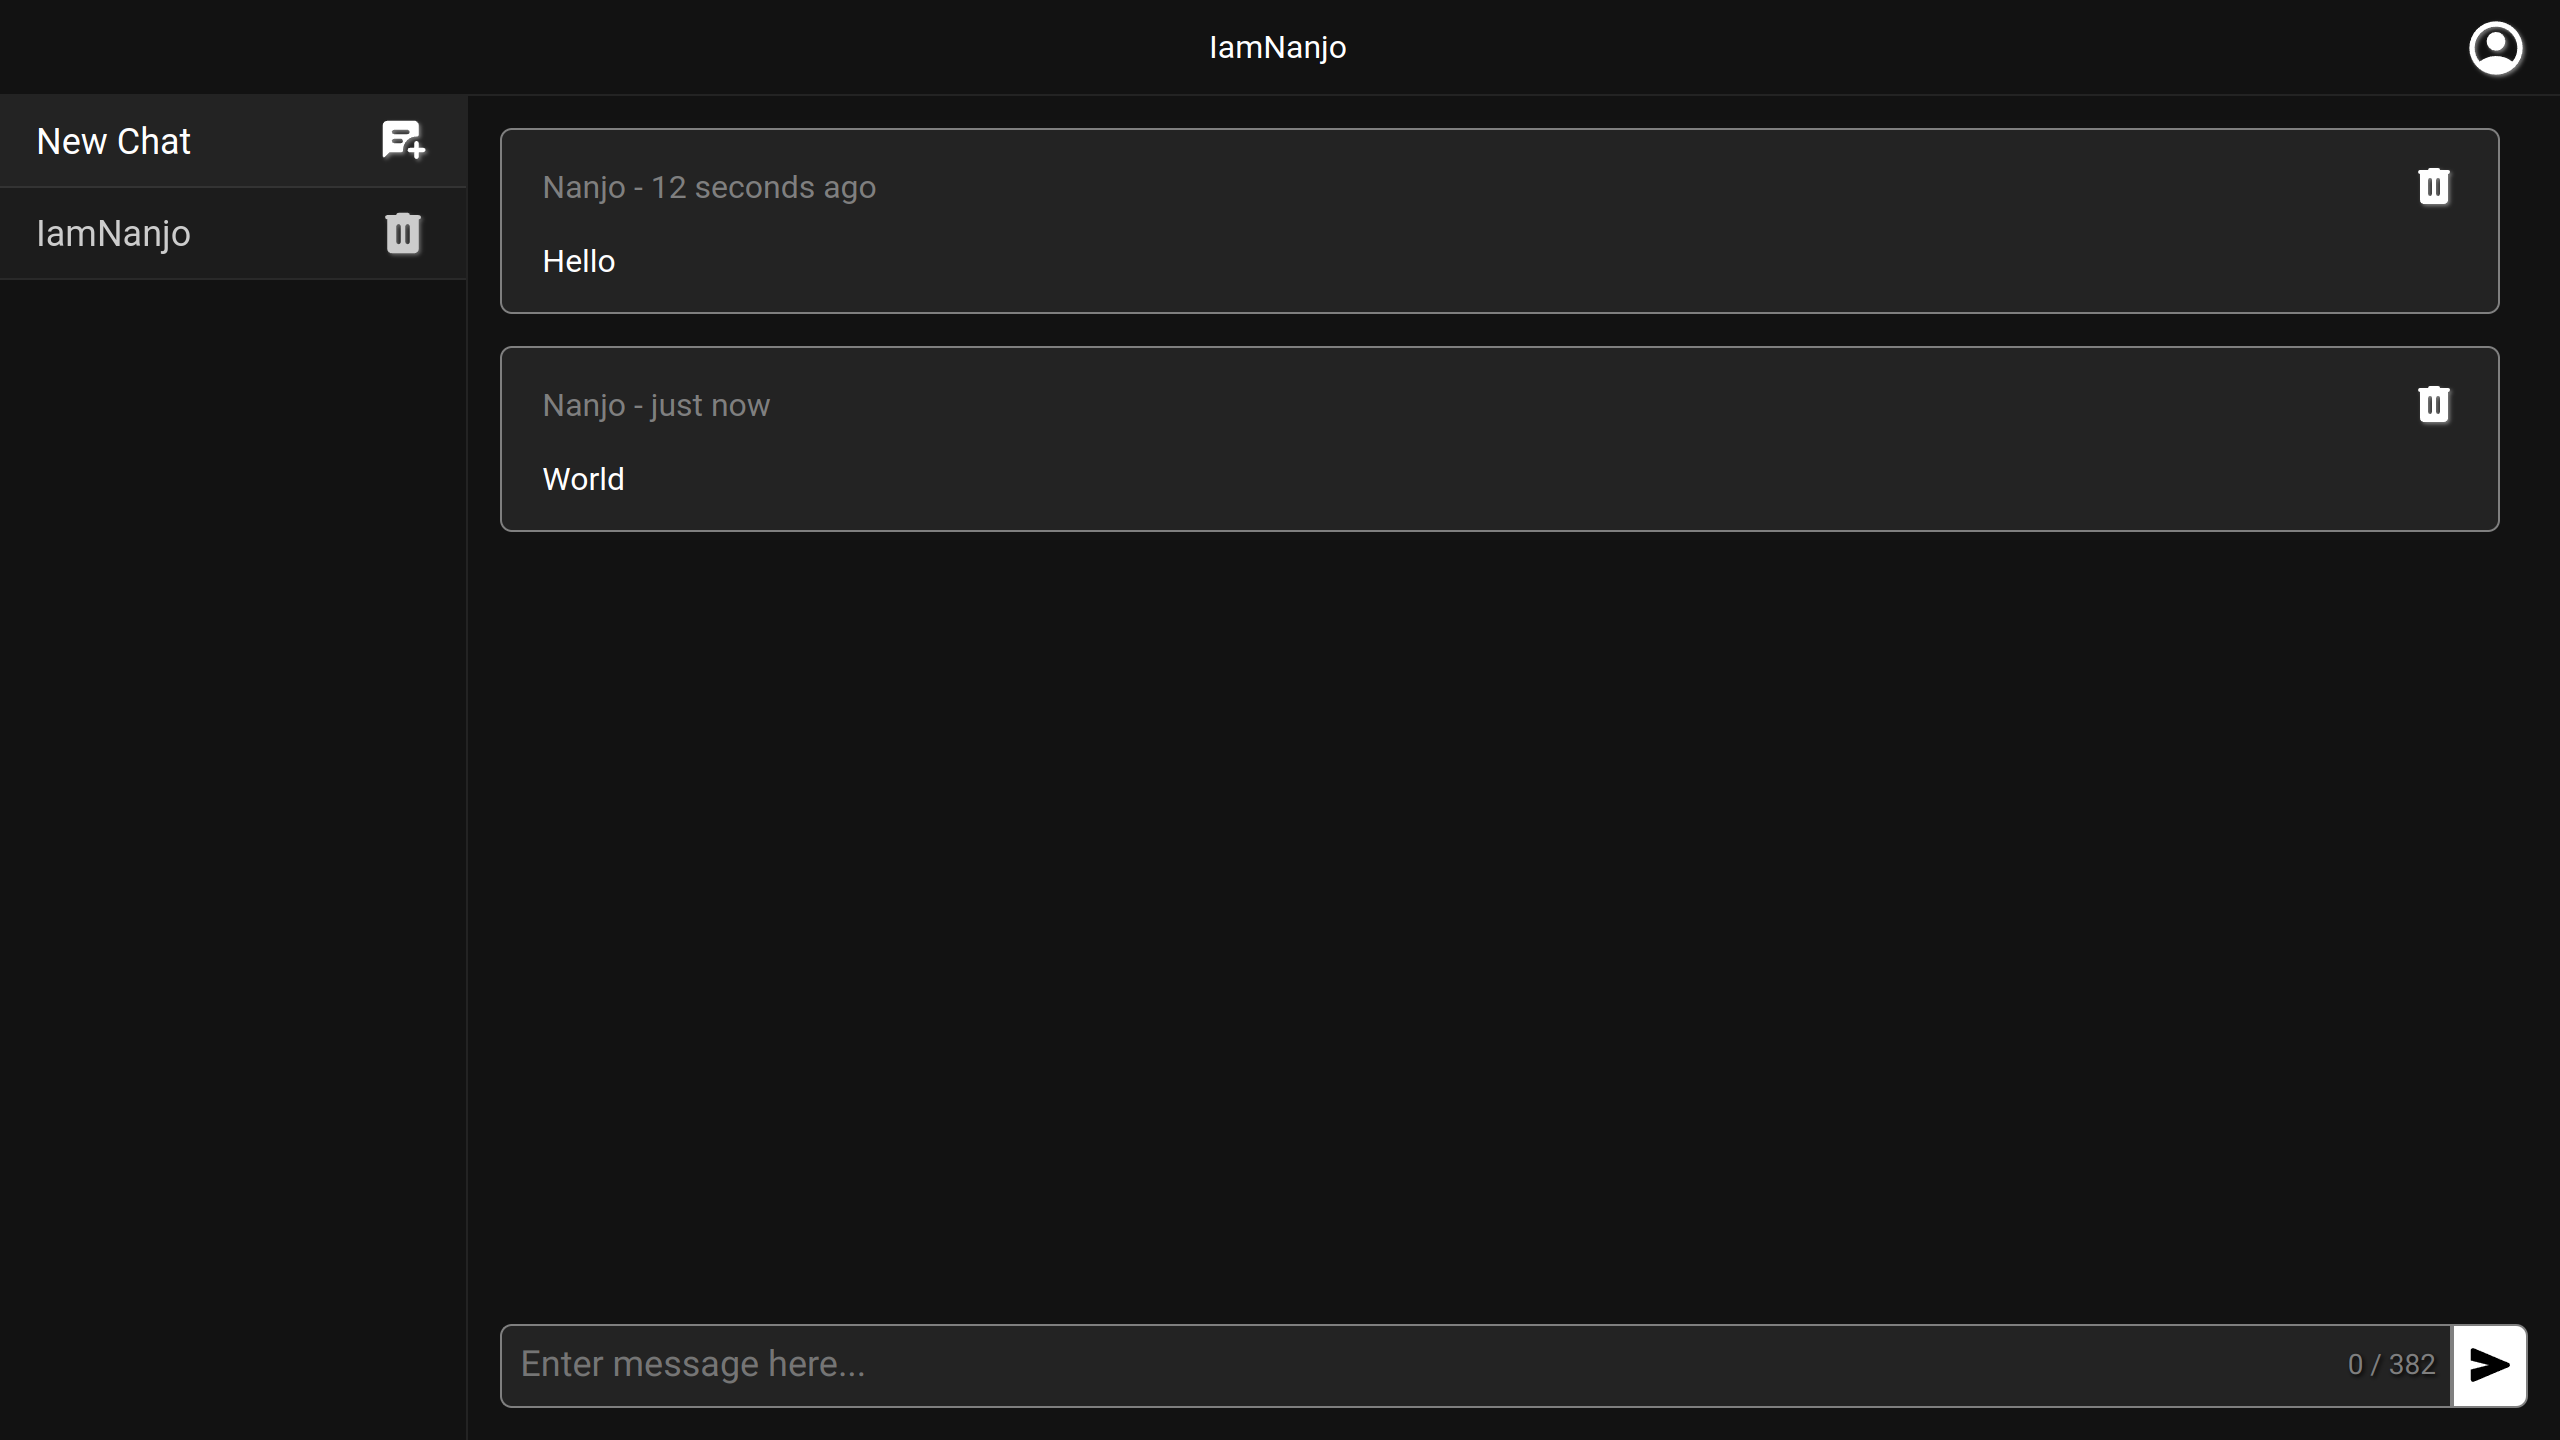 IamNanjo
New Chat
IamNanjo
Nanjo - 12 seconds ago
Hello
Nanjo - just now
World
Enter message here...
0 / 382